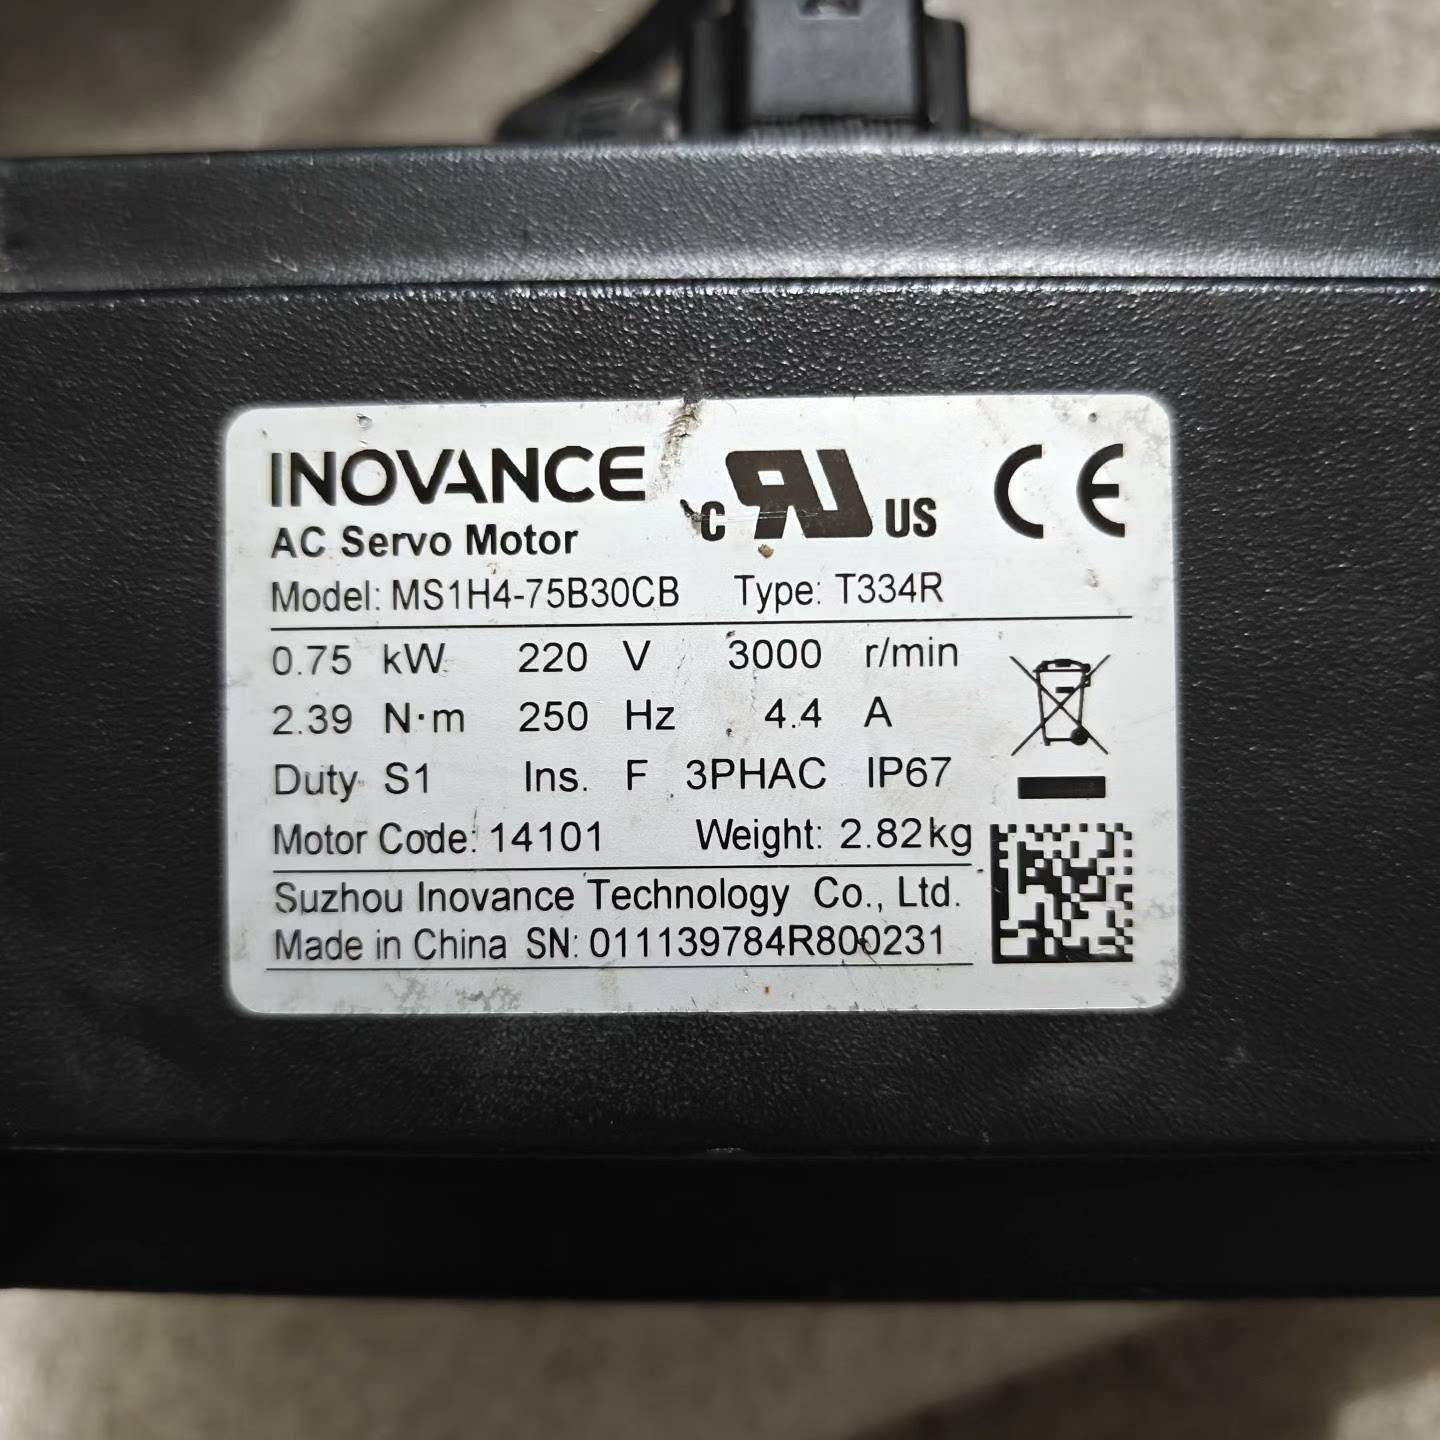 INOVANCE
c RU US
CE
AC Servo Motor
Model: MS1H4-75B30CB Type: T334R
0.75 kW 220 V 3000 r/min
2.39 N·m 250 Hz 4.4 A
Duty S1 Ins. F 3PHAC IP67
Motor Code: 14101 Weight: 2.82kg
Suzhou Inovance Technology Co., Ltd.
Made in China SN: 011139784R800231